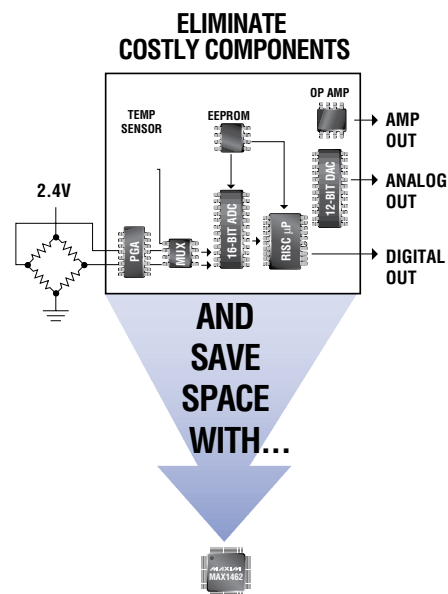 ELIMINATE
COSTLY COMPONENTS
OP AMP
TEMP
SENSOR
EEPROM
AMP
OUT
2.4V
PGA
MUX
16-BIT ADC
RISC µP
12-BIT DAC
ANALOG
OUT
DIGITAL
OUT
AND
SAVE
SPACE
WITH...
MAXIM
MAX1462